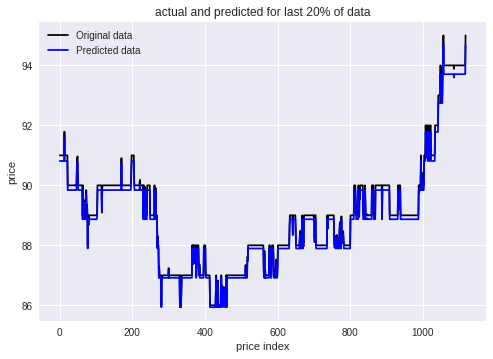 actual and predicted for last 20% of data
Original data
Predicted data
94
92
90
88
86
price
0 200 400 600 800 1000
price index